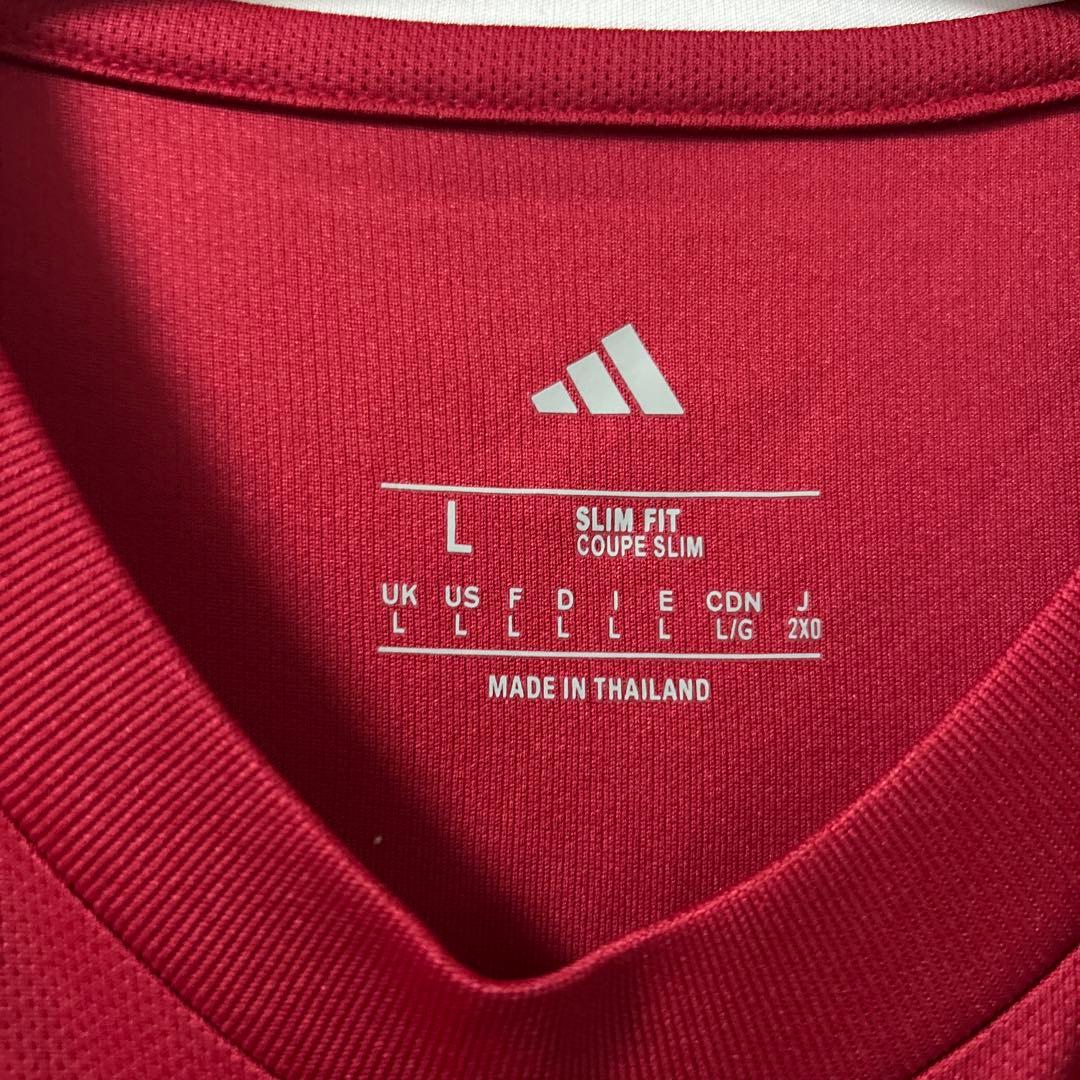 L SLIM FIT
COUPE SLIM
UK US F D I E CDN J
L L L L L L L/G 2XO
MADE IN THAILAND